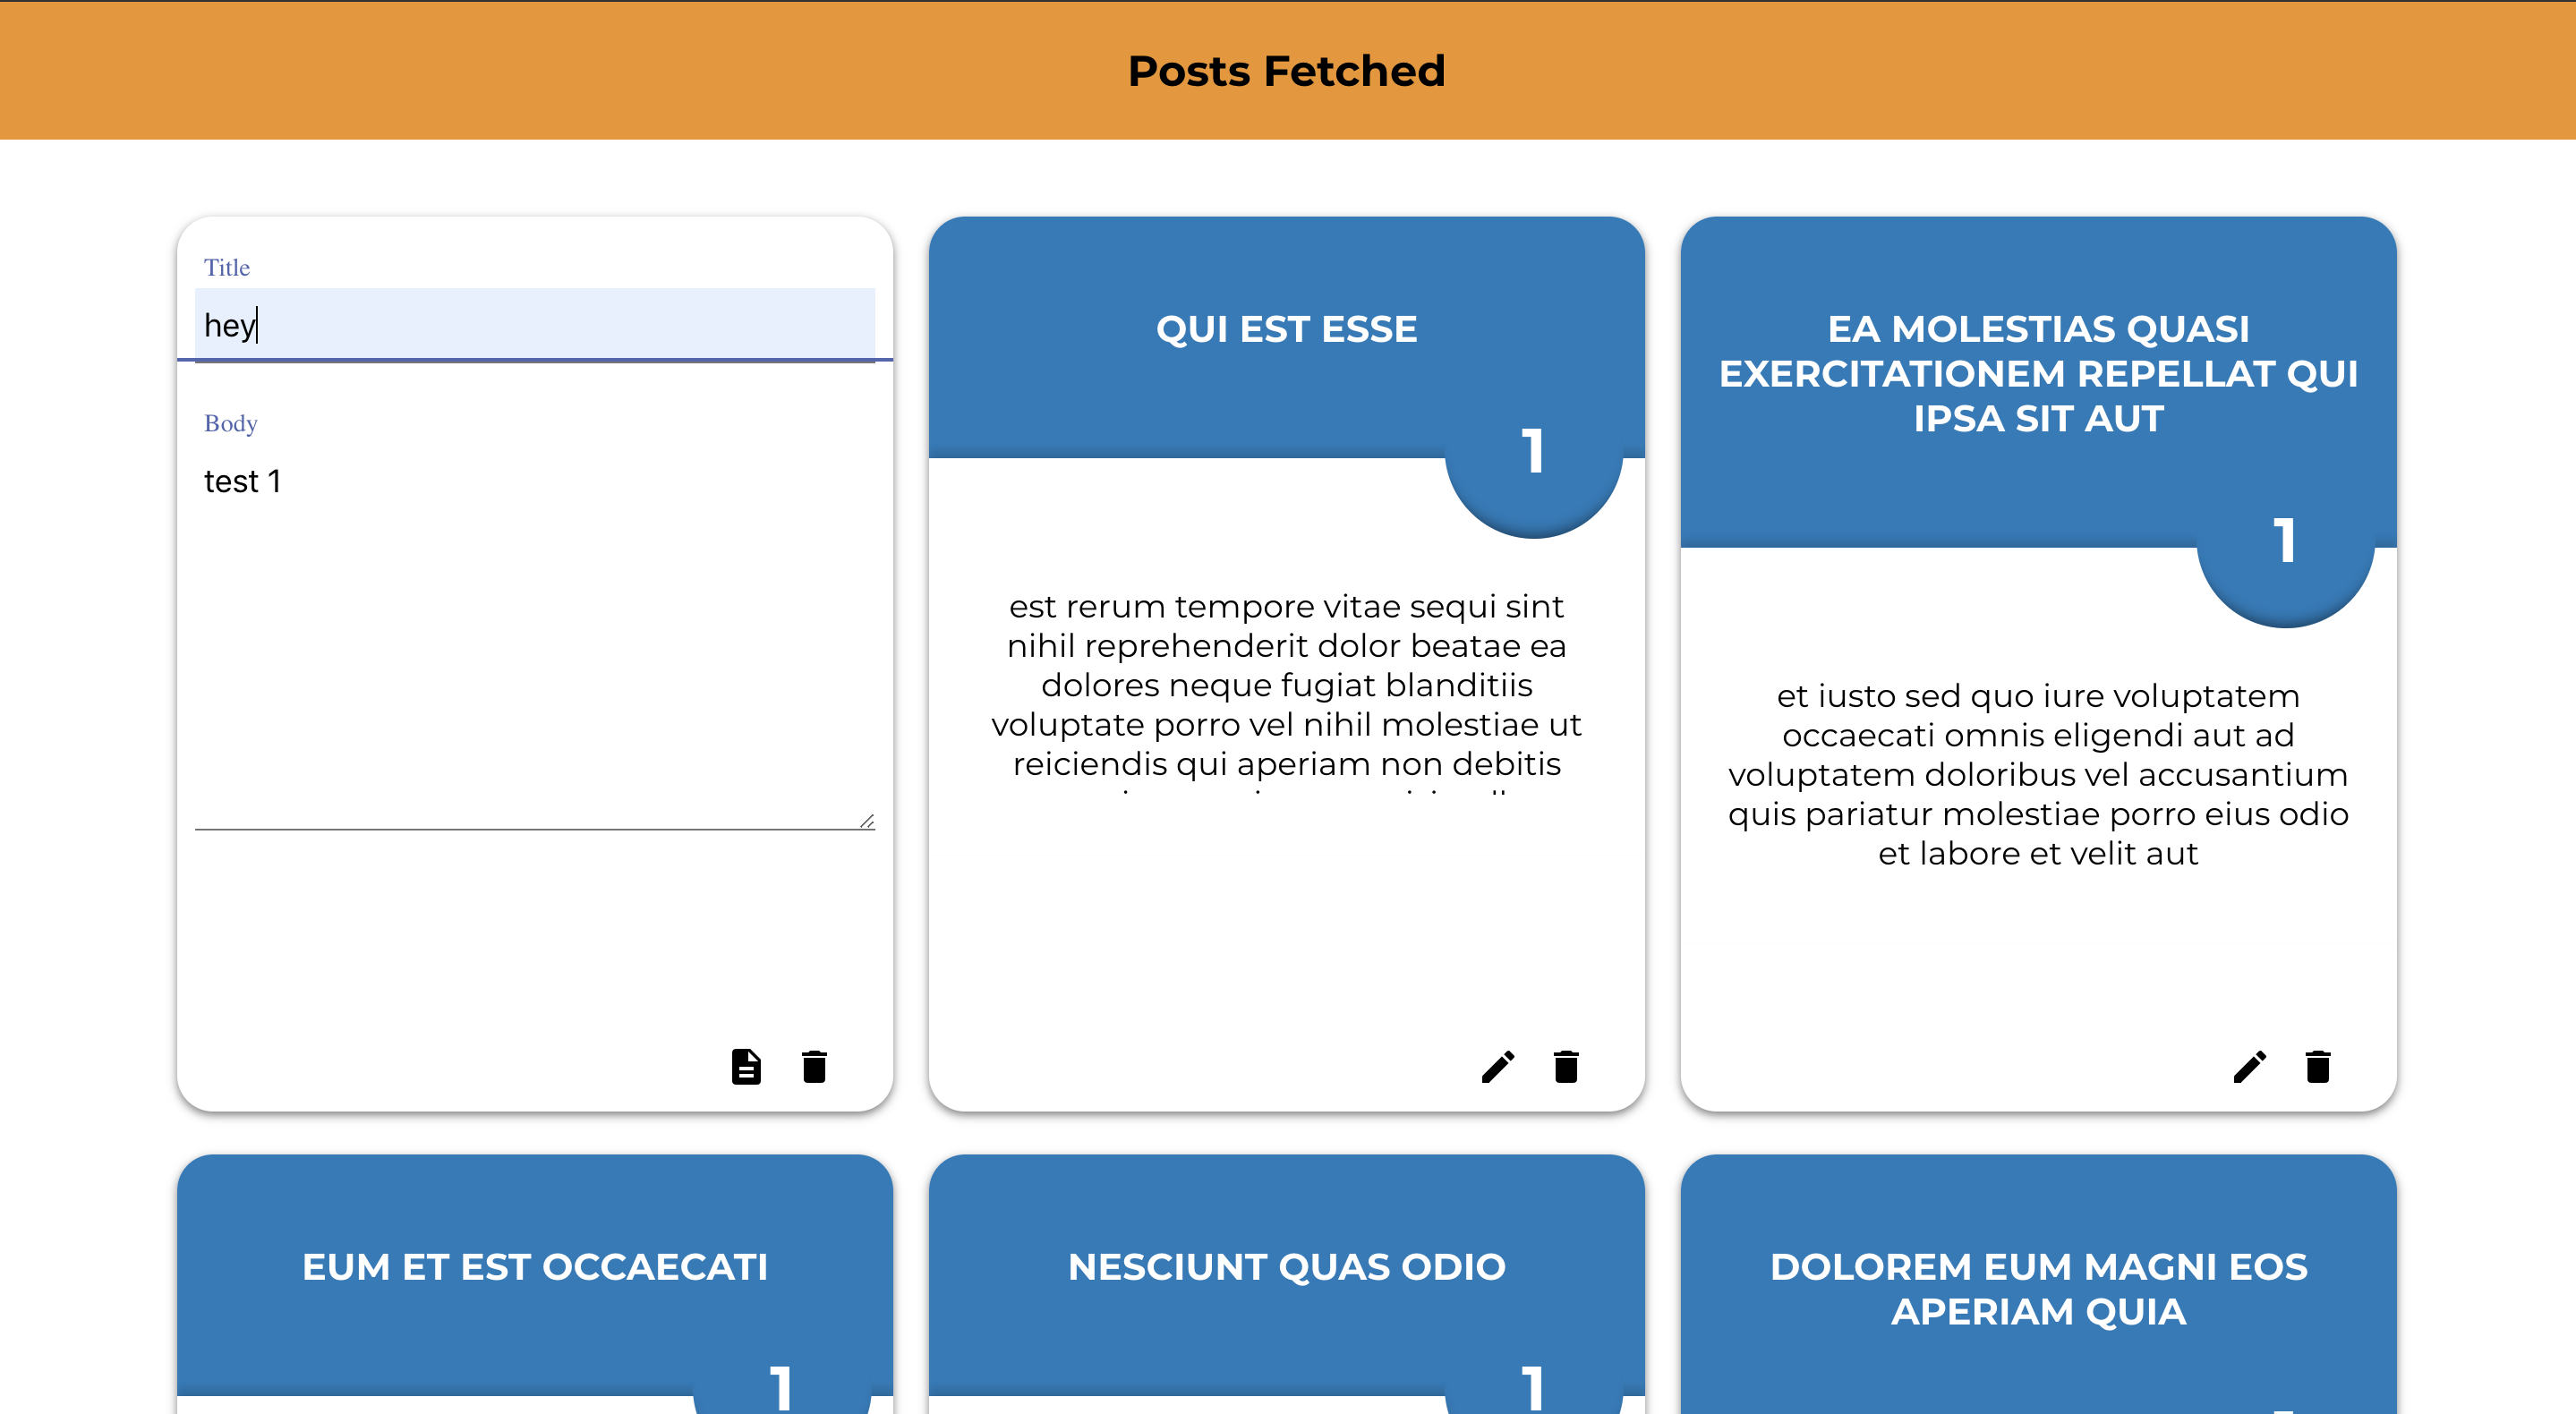 Posts Fetched
Title
hey
Body
test 1
QUI EST ESSE
1
est rerum tempore vitae sequi sint
nihil reprehenderit dolor beatae ea
dolores neque fugiat blanditiis
voluptate porro vel nihil molestiae ut
reiciendis qui aperiam non debitis
EA MOLESTIAS QUASI
EXERCITATIONEM REPELLAT QUI
IPSA SIT AUT
1
et iusto sed quo iure voluptatem
occaecati omnis eligendi aut ad
voluptatem doloribus vel accusantium
quis pariatur molestiae porro eius odio
et labore et velit aut
EUM ET EST OCCAECATI
1
NESCIUNT QUAS ODIO
1
DOLOREM EUM MAGNI EOS
APERIAM QUIA